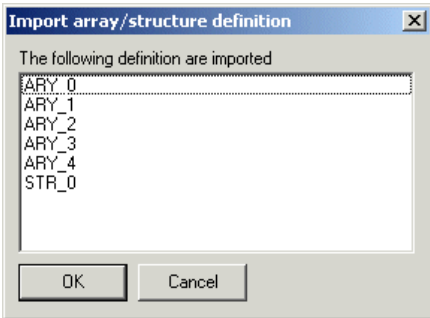 Import array/structure definition
The following definition are imported
ARY_0
ARY_1
ARY_2
ARY_3
ARY_4
STR_0
OK Cancel